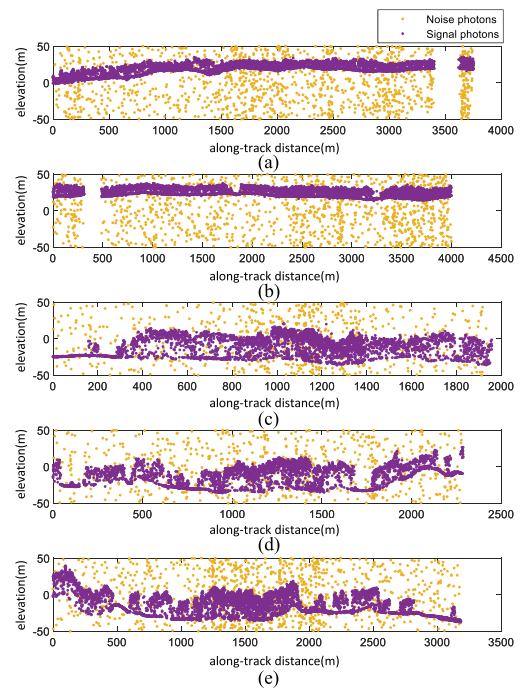 Noise photons
Signal photons
50
0
-50
elevation(m)
0 500 1000 1500 2000 2500 3000 3500 4000
along-track distance(m)
(a)
50
0
-50
elevation(m)
0 500 1000 1500 2000 2500 3000 3500 4000 4500
along-track distance(m)
(b)
50
0
-50
elevation(m)
0 200 400 600 800 1000 1200 1400 1600 1800 2000
along-track distance(m)
(c)
50
0
-50
elevation(m)
0 500 1000 1500 2000 2500
along-track distance(m)
(d)
50
0
-50
elevation(m)
0 500 1000 1500 2000 2500 3000 3500
along-track distance(m)
(e)